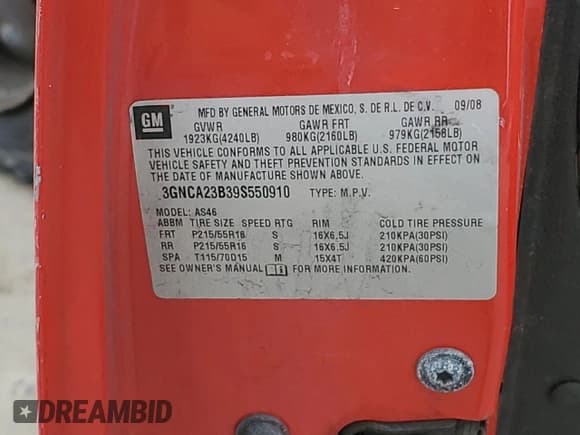 GM
MFD BY GENERAL MOTORS DE MEXICO, S. DE R.L. DE C.V. 09/08
GVWR GAWR FRT GAWR RR
1923KG(4240LB) 980KG(2160LB) 979KG(2158LB)
THIS VEHICLE CONFORMS TO ALL APPLICABLE U.S. FEDERAL MOTOR
VEHICLE SAFETY AND THEFT PREVENTION STANDARDS IN EFFECT ON
THE DATE OF MANUFACTURE SHOWN ABOVE.
3GNCA23B39S550910 TYPE: M.P.V.
MODEL: AS46
ABBM TIRE SIZE SPEED RTG RIM COLD TIRE PRESSURE
FRT P215/55R16 S 16X6.5J 210KPA(30PSI)
RR P215/55R16 S 16X6.5J 210KPA(30PSI)
SPA T115/70D15 M 15X4T 420KPA(60PSI)
SEE OWNER'S MANUAL FOR MORE INFORMATION.
DREAMBID